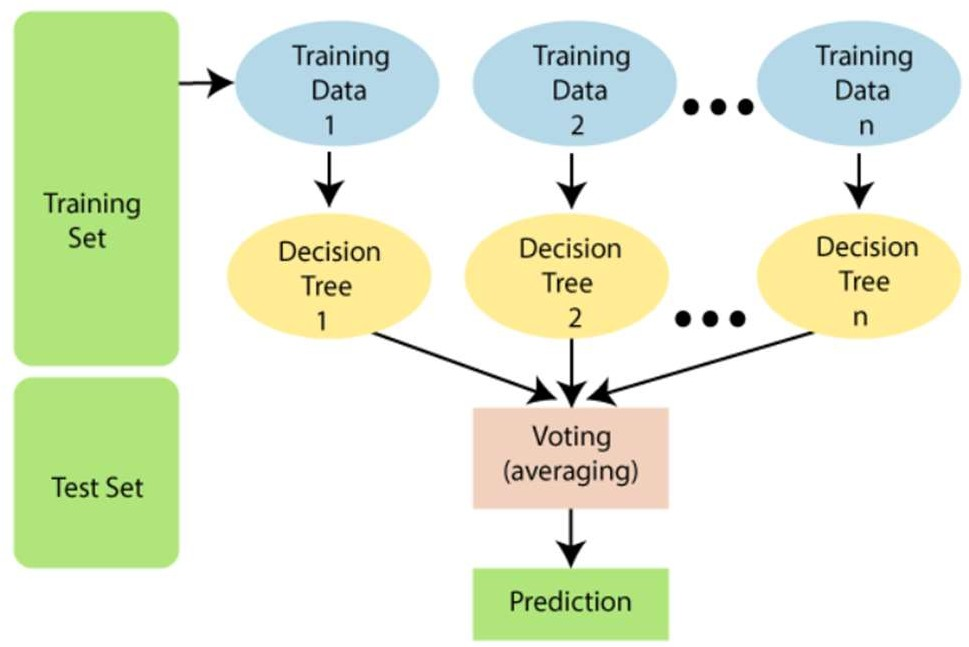 Training
Set
Test Set
Training
Data
1
Training
Data
2
Training
Data
n
Decision
Tree
1
Decision
Tree
2
Decision
Tree
n
Voting
(averaging)
Prediction